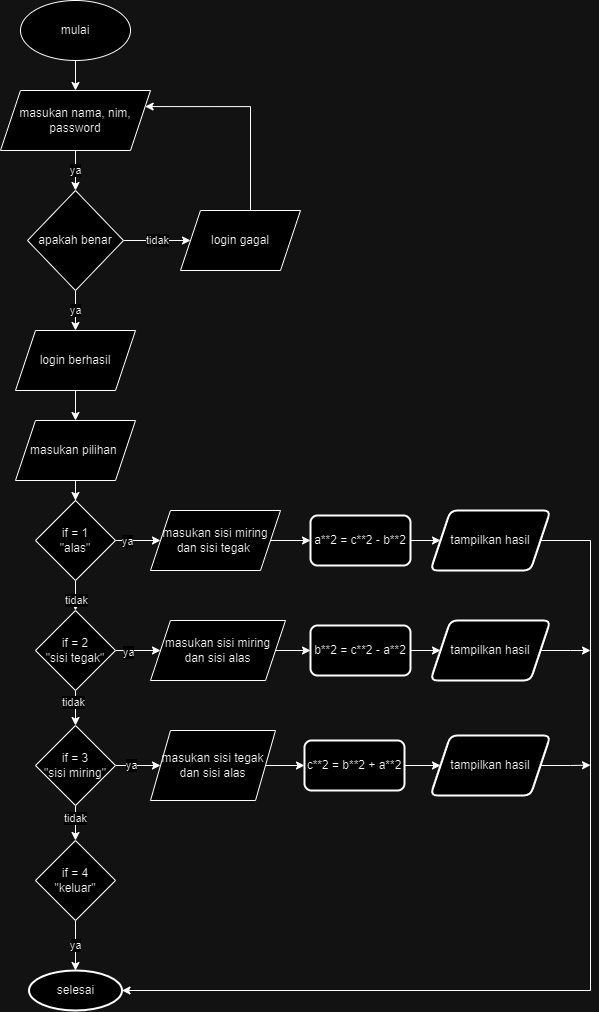 mulai
masukan nama, nim,
password
ya
apakah benar
tidak
login gagal
ya
login berhasil
masukan pilihan
if = 1
"alas"
ya
masukan sisi miring
dan sisi tegak
a**2 = c**2 - b**2
tampilkan hasil
tidak
if = 2
"sisi tegak"
ya
masukan sisi miring
dan sisi alas
b**2 = c**2 - a**2
tampilkan hasil
tidak
if = 3
"sisi miring"
ya
masukan sisi tegak
dan sisi alas
c**2 = b**2 + a**2
tampilkan hasil
tidak
if = 4
"keluar"
ya
selesai